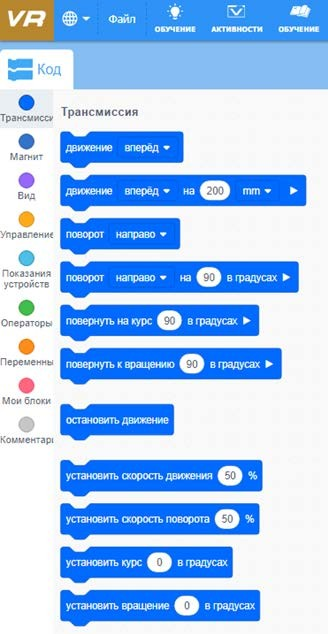 VR
Файл
ОБУЧЕНИЕ
АКТИВНОСТИ
ОБУЧЕНИЕ
Код
Трансмисси
Трансмиссия
движение вперёд
Магнит
движение вперёд на 200 mm
Вид
поворот направо
Управление
поворот направо на 90 в градусах
Показания
устройств
повернуть на курс 90 в градусах
Операторы
повернуть к вращению 90 в градусах
Переменны
Мои блоки
остановить движение
Комментар
установить скорость движения 50 %
установить скорость поворота 50 %
установить курс 0 в градусах
установить вращение 0 в градусах